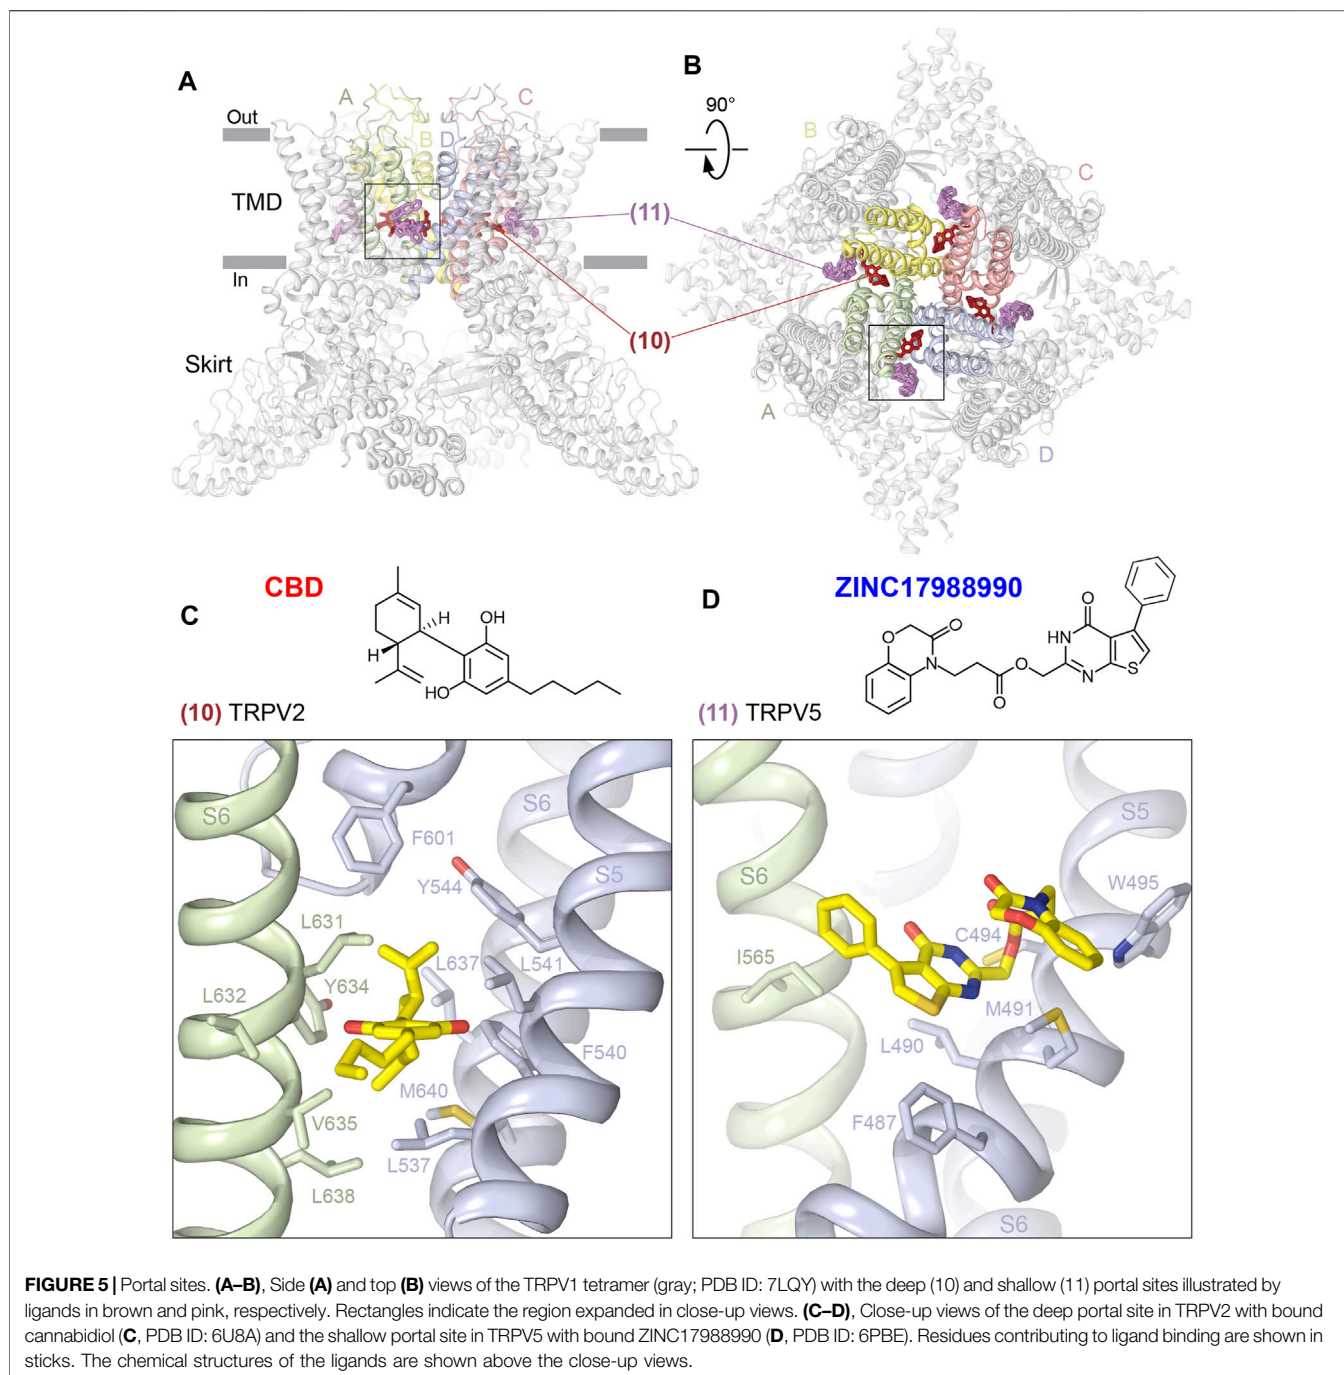 A
B
Out
TMD
In
Skirt
A
B
D
C
90°
B
C
A
D
(11)
(10)
C
CBD
H
H
OH
HO
(10) TRPV2
D
ZINC17988990
O
O
N
O
O
O
HN
N
S
(11) TRPV5
S6
F601
S6
Y544
S5
L631
L637
L541
Y634
L632
F540
M640
V635
L537
L638
S5
S6
W495
C494
I565
M491
L490
F487
S6
FIGURE 5 | Portal sites. (A–B), Side (A) and top (B) views of the TRPV1 tetramer (gray; PDB ID: 7LQY) with the deep (10) and shallow (11) portal sites illustrated by
ligands in brown and pink, respectively. Rectangles indicate the region expanded in close-up views. (C–D), Close-up views of the deep portal site in TRPV2 with bound
cannabidiol (C, PDB ID: 6U8A) and the shallow portal site in TRPV5 with bound ZINC17988990 (D, PDB ID: 6PBE). Residues contributing to ligand binding are shown in
sticks. The chemical structures of the ligands are shown above the close-up views.